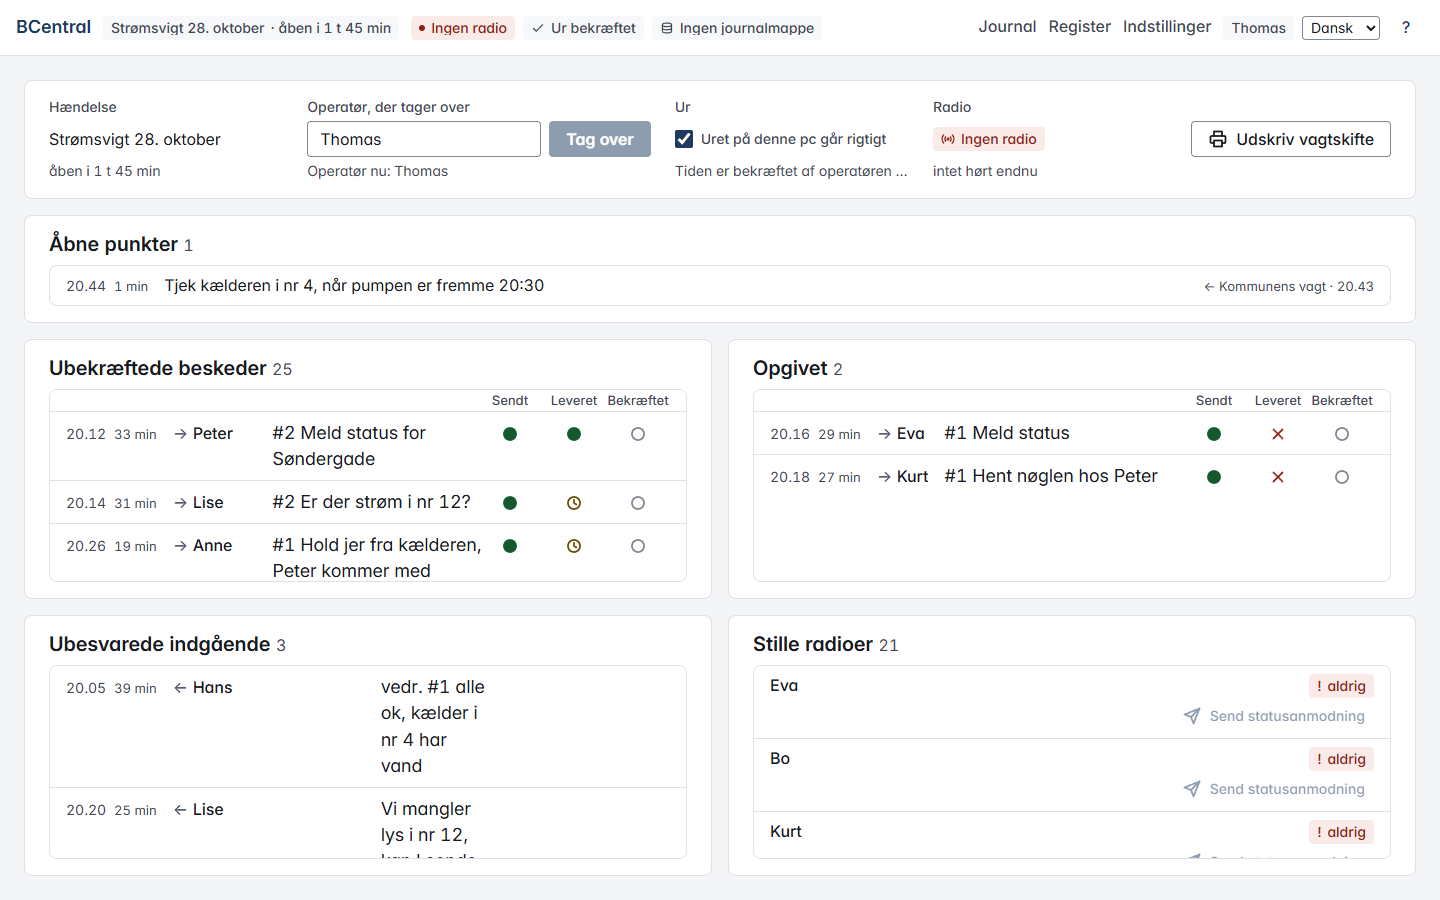 BCentral Strømsvigt 28. oktober · åben i 1 t 45 min Ingen radio Ur bekræftet Ingen journalmappe Journal Register Indstillinger Thomas Dansk ?
Hændelse Operatør, der tager over Ur Radio
Strømsvigt 28. oktober Thomas Tag over Uret på denne pc går rigtigt Ingen radio Udskriv vagtskifte
åben i 1 t 45 min Operatør nu: Thomas Tiden er bekræftet af operatøren ... intet hørt endnu
Åbne punkter 1
20.44 1 min Tjek kælderen i nr 4, når pumpen er fremme 20:30 ← Kommunens vagt · 20.43
Ubekræftede beskeder 25
Sendt Leveret Bekræftet
20.12 33 min → Peter #2 Meld status for
Søndergade
20.14 31 min → Lise #2 Er der strøm i nr 12?
20.26 19 min → Anne #1 Hold jer fra kælderen,
Peter kommer med
Opgivet 2
Sendt Leveret Bekræftet
20.16 29 min → Eva #1 Meld status
20.18 27 min → Kurt #1 Hent nøglen hos Peter
Ubesvarede indgående 3
20.05 39 min ← Hans vedr. #1 alle
ok, kælder i
nr 4 har
vand
20.20 25 min ← Lise Vi mangler
lys i nr 12,
Stille radioer 21
Eva ! aldrig
Send statusanmodning
Bo ! aldrig
Send statusanmodning
Kurt ! aldrig